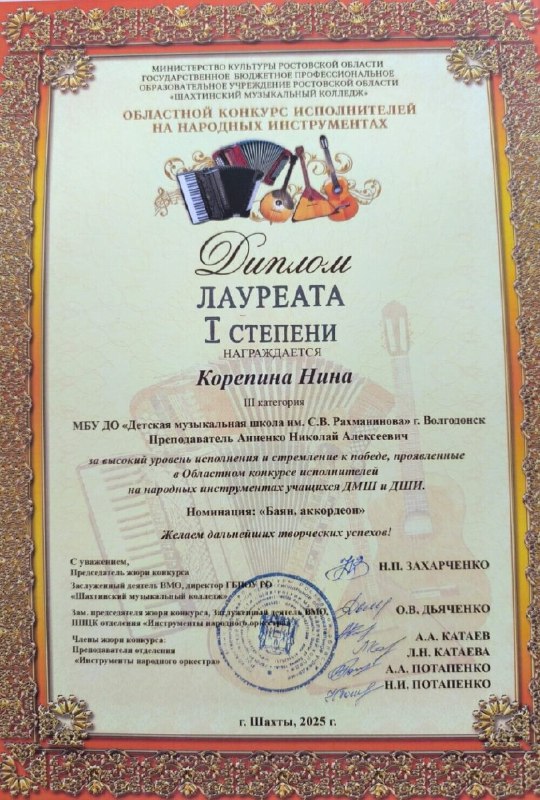 МИНИСТЕРСТВО КУЛЬТУРЫ РОСТОВСКОЙ ОБЛАСТИ
ГОСУДАРСТВЕННОЕ БЮДЖЕТНОЕ ПРОФЕССИОНАЛЬНОЕ
ОБРАЗОВАТЕЛЬНОЕ УЧРЕЖДЕНИЕ РОСТОВСКОЙ ОБЛАСТИ
«ШАХТИНСКИЙ МУЗЫКАЛЬНЫЙ КОЛЛЕДЖ»
ОБЛАСТНОЙ КОНКУРС ИСПОЛНИТЕЛЕЙ
НА НАРОДНЫХ ИНСТРУМЕНТАХ
Диплом
ЛАУРЕАТА
I СТЕПЕНИ
НАГРАЖДАЕТСЯ
Корепина Нина
III категория
МБУ ДО «Детская музыкальная школа им. С.В. Рахманинова» г. Волгодонск
Преподаватель Анненко Николай Алексеевич
за высокий уровень исполнения и стремление к победе, проявленные
в Областном конкурсе исполнителей
на народных инструментах учащихся ДМШ и ДШИ.
Номинация: «Баян, аккордеон»
Желаем дальнейших творческих успехов!
С уважением,
Председатель жюри конкурса Н.П. ЗАХАРЧЕНКО
Заслуженный деятель ВМО, директор ГБПОУ РО
«Шахтинский музыкальный колледж»
Зам. председателя жюри конкурса, Заслуженный деятель ВМО, О.В. ДЬЯЧЕНКО
ППЦК отделения «Инструменты народного оркестра»
Члены жюри конкурса: А.А. КАТАЕВ
Преподаватели отделения Л.Н. КАТАЕВА
«Инструменты народного оркестра» А.А. ПОТАПЕНКО
Н.И. ПОТАПЕНКО
г. Шахты, 2025 г.